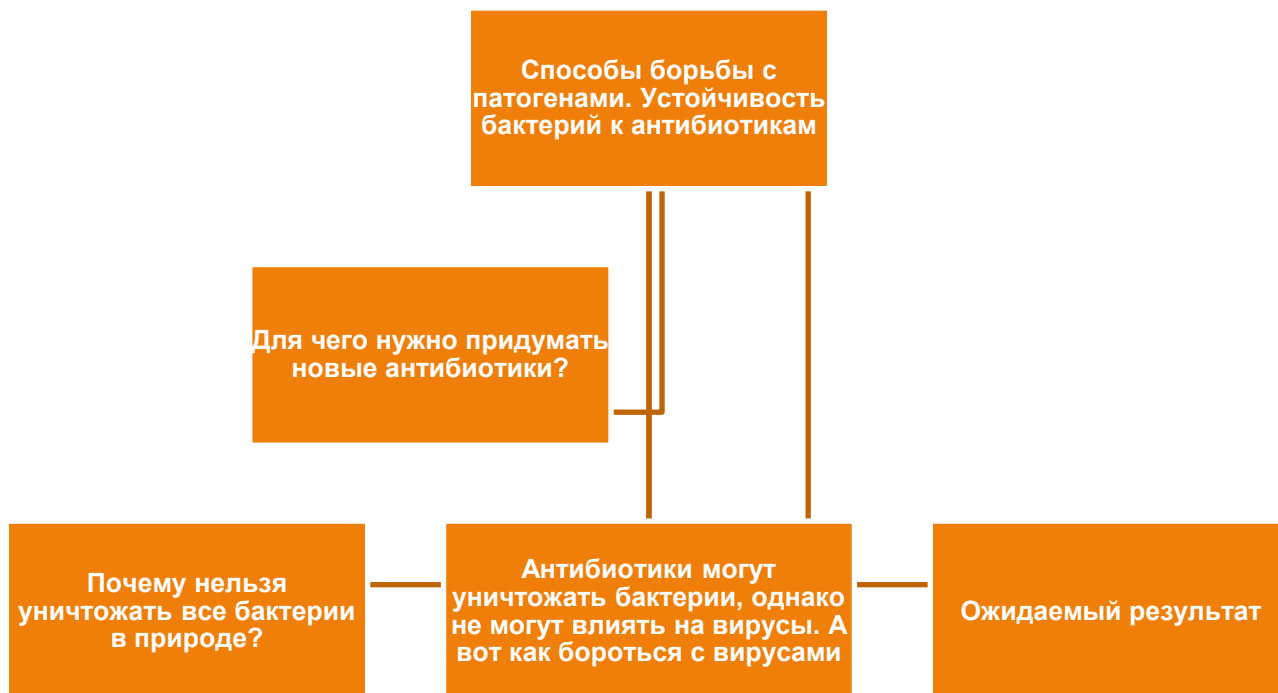 Способы борьбы с
патогенами. Устойчивость
бактерий к антибиотикам
Для чего нужно придумать
новые антибиотики?
Почему нельзя
уничтожать все бактерии
в природе?
Антибиотики могут
уничтожать бактерии, однако
не могут влиять на вирусы. А
вот как бороться с вирусами
Ожидаемый результат